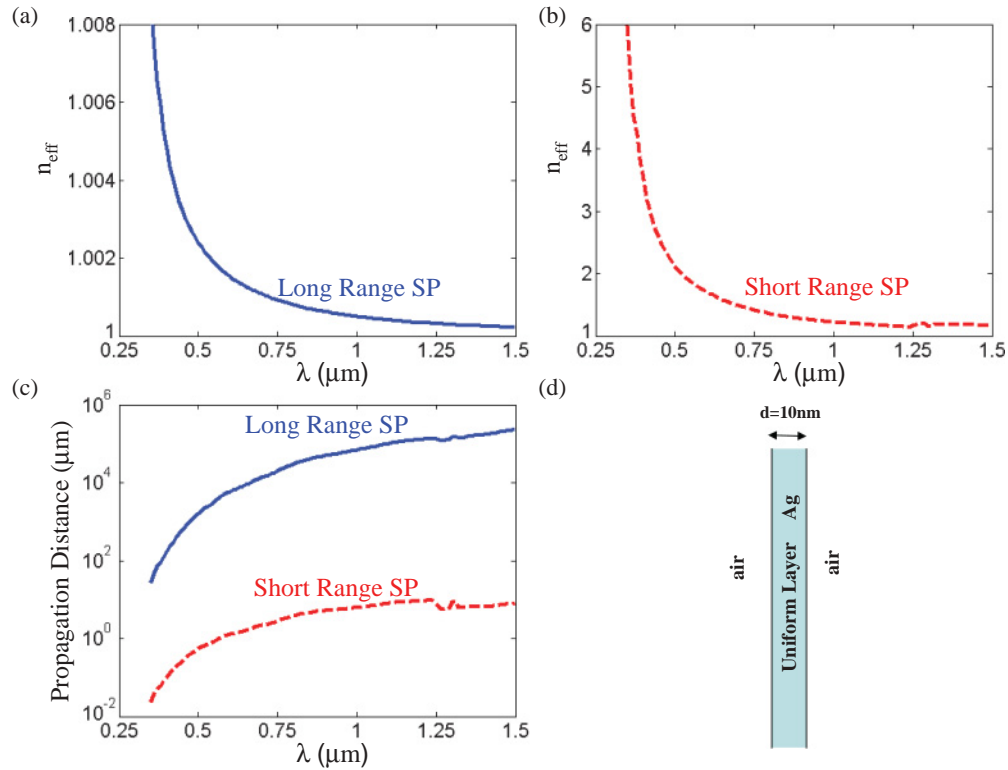 (a)
1.008
1.006
1.004
1.002
1
n_eff
Long Range SP
0.25 0.5 0.75 1 1.25 1.5
λ (μm)
(b)
6
5
4
3
2
1
n_eff
Short Range SP
0.25 0.5 0.75 1 1.25 1.5
λ (μm)
(c)
10^6
10^4
10^2
10^0
10^-2
Propagation Distance (μm)
Long Range SP
Short Range SP
0.25 0.5 0.75 1 1.25 1.5
λ (μm)
(d)
d=10nm
air
Uniform Layer Ag
air